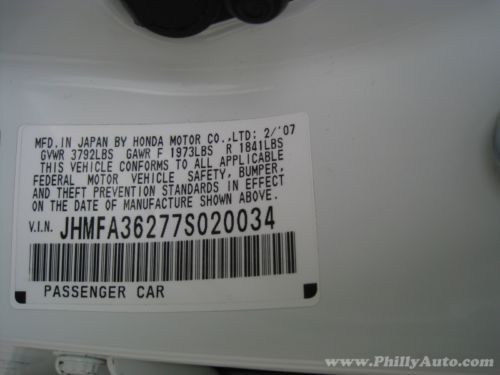 MFD. IN JAPAN BY HONDA MOTOR CO., LTD: 2/'07
GVWR 3792LBS GAWR F 1973LBS R 1841LBS
THIS VEHICLE CONFORMS TO ALL APPLICABLE
FEDERAL MOTOR VEHICLE SAFETY, BUMPER,
AND THEFT PREVENTION STANDARDS IN EFFECT
ON THE DATE OF MANUFACTURE SHOWN ABOVE.
V.I.N. JHMFA36277S020034
PASSENGER CAR
www.PhillyAuto.com